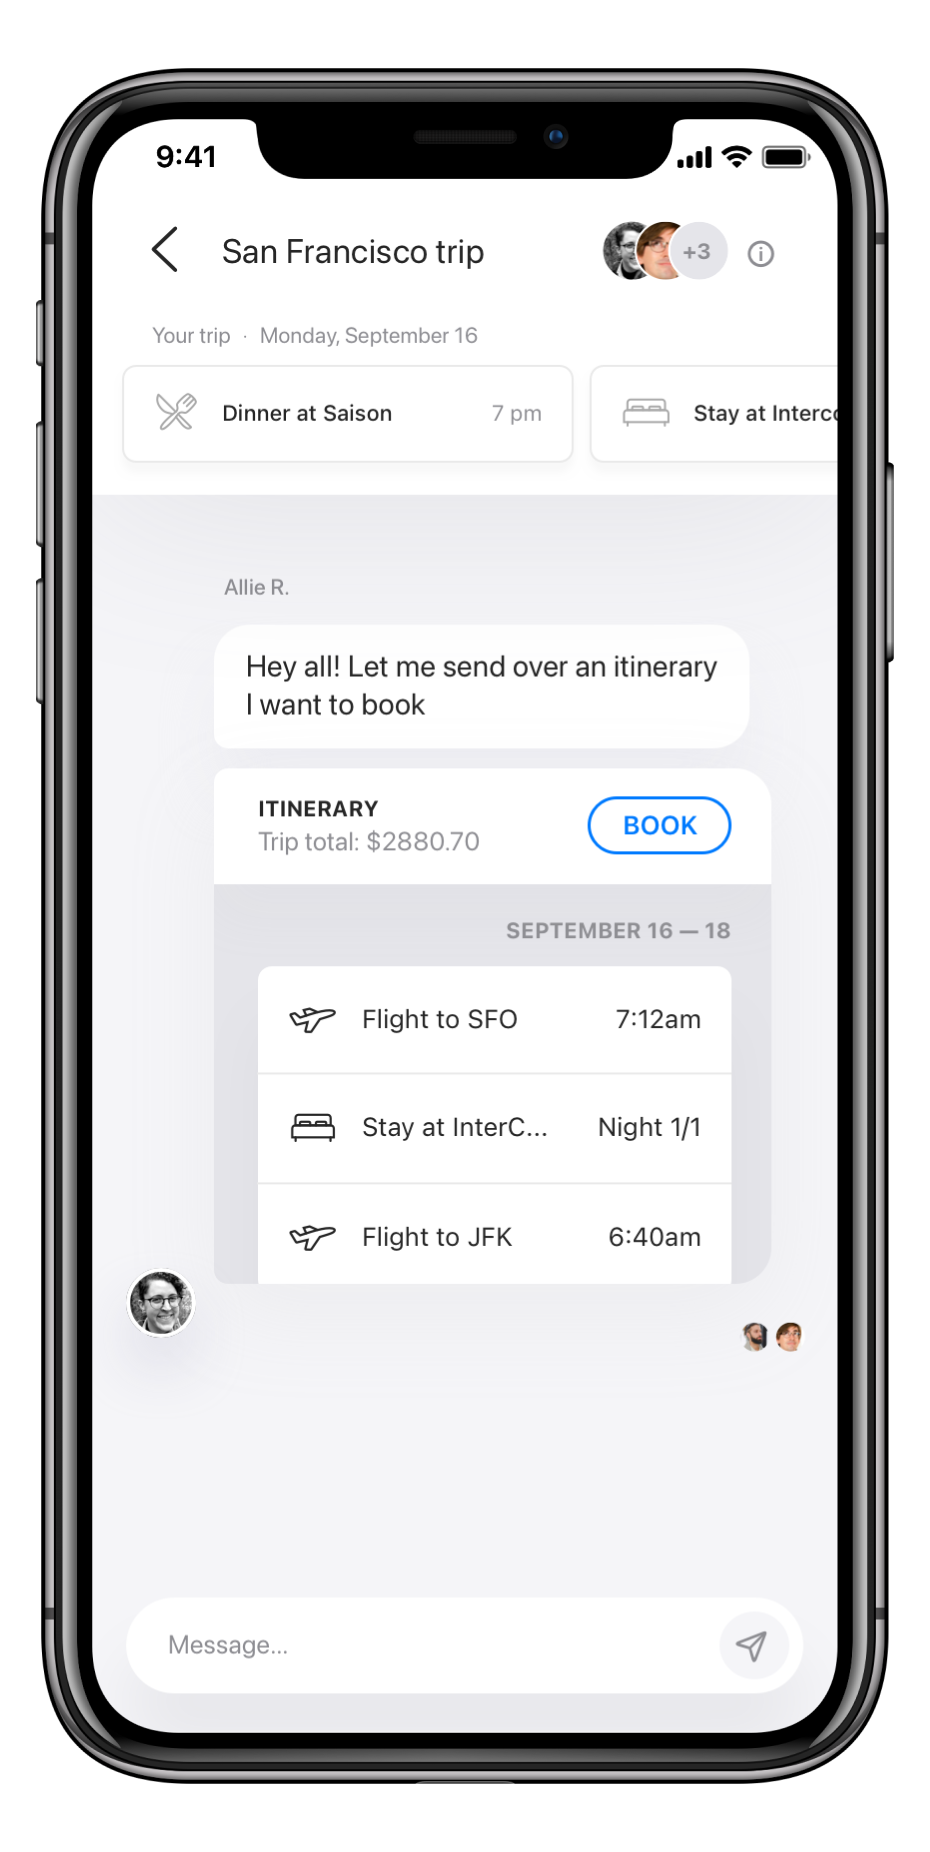 9:41
San Francisco trip +3
Your trip · Monday, September 16
Dinner at Saison 7 pm Stay at Interco
Allie R.
Hey all! Let me send over an itinerary
I want to book
ITINERARY
Trip total: $2880.70
BOOK
SEPTEMBER 16 — 18
Flight to SFO 7:12am
Stay at InterC... Night 1/1
Flight to JFK 6:40am
Message...